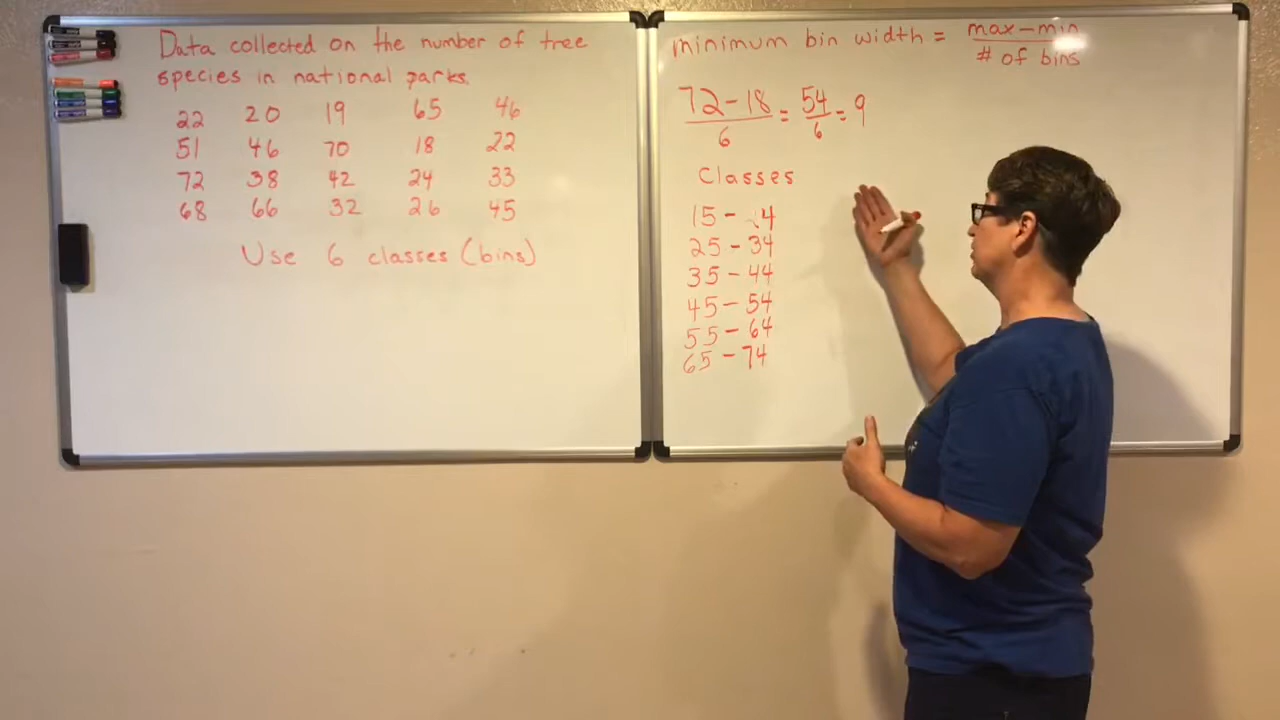 Data collected on the number of tree
species in national parks.
22 20 19 65 46
51 46 70 18 22
72 38 42 24 33
68 66 32 26 45
Use 6 classes (bins)
minimum bin width = max-min / # of bins
72-18 / 6 = 54 / 6 = 9
Classes
15-
25-34
35-44
45-54
55-64
65-74